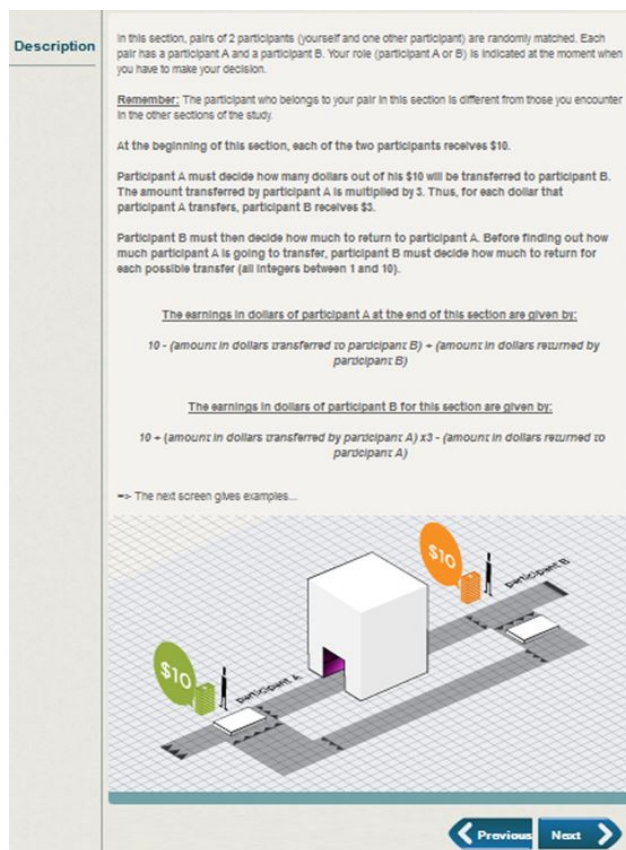 Description
In this section, pairs of 2 participants (yourself and one other participant) are randomly matched. Each
pair has a participant A and a participant B. Your role (participant A or B) is indicated at the moment when
you have to make your decision.
Remember: The participant who belongs to your pair in this section is different from those you encounter
in the other sections of the study.
At the beginning of this section, each of the two participants receives $10.
Participant A must decide how many dollars out of his $10 will be transferred to participant B.
The amount transferred by participant A is multiplied by 3. Thus, for each dollar that
participant A transfers, participant B receives $3.
Participant B must then decide how much to return to participant A. Before finding out how
much participant A is going to transfer, participant B must decide how much to return for
each possible transfer (all integers between 1 and 10).
The earnings in dollars of participant A at the end of this section are given by:
10 - (amount in dollars transferred to participant B) + (amount in dollars returned by
participant B)
The earnings in dollars of participant B for this section are given by:
10 + (amount in dollars transferred by participant A) x3 - (amount in dollars returned to
participant A)
=> The next screen gives examples...
$10
participant B
$10
participant A
Previous
Next